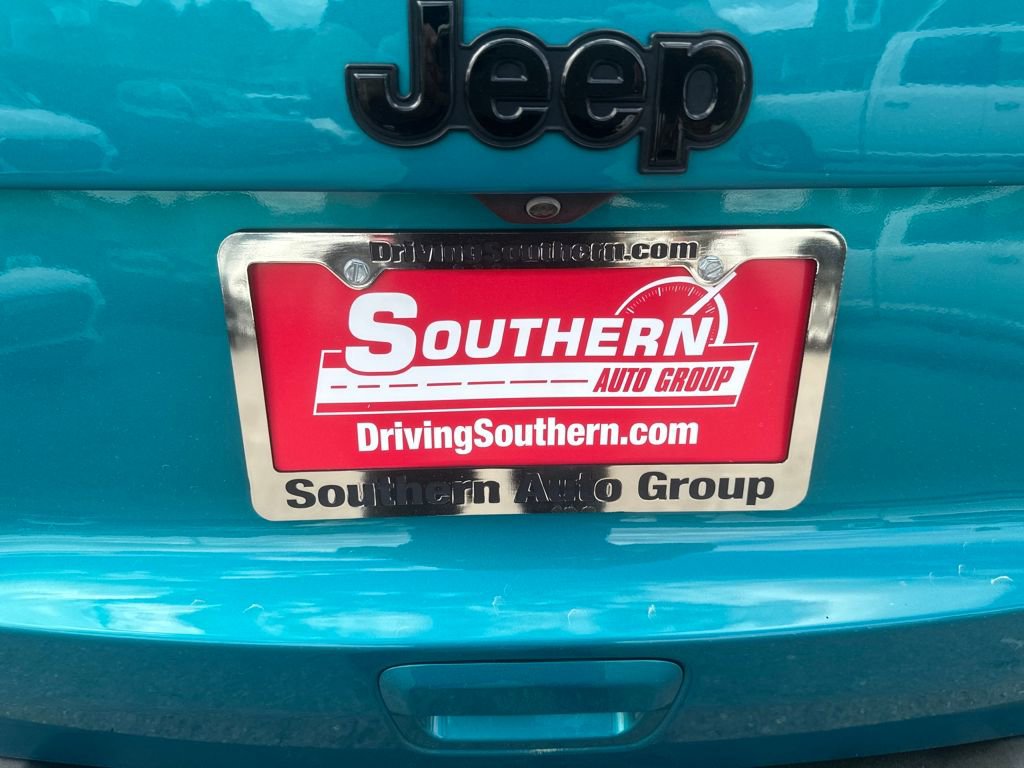 Jeep
DrivingSouthern.com
SOUTHERN
AUTO GROUP
DrivingSouthern.com
Southern Auto Group